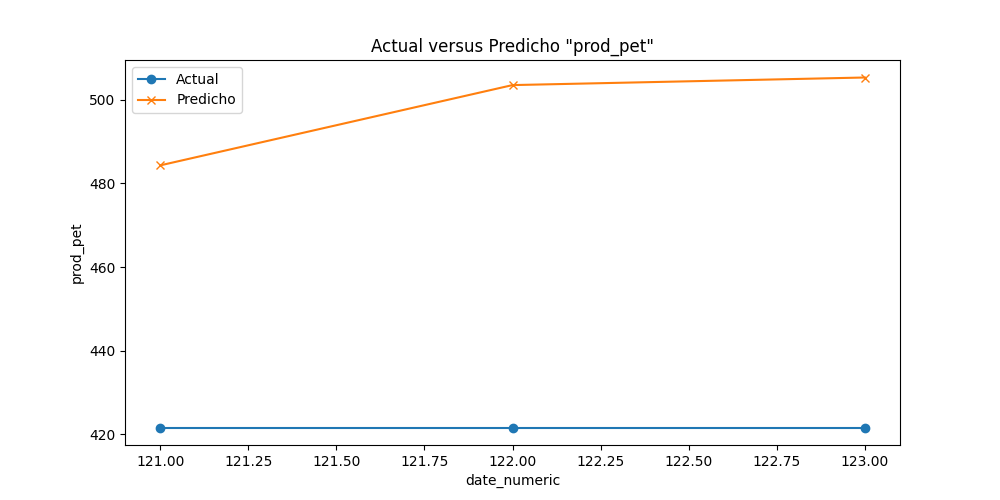 Actual versus Predicho "prod_pet"
Actual
Predicho
500
480
460
440
420
prod_pet
121.00 121.25 121.50 121.75 122.00 122.25 122.50 122.75 123.00
date_numeric